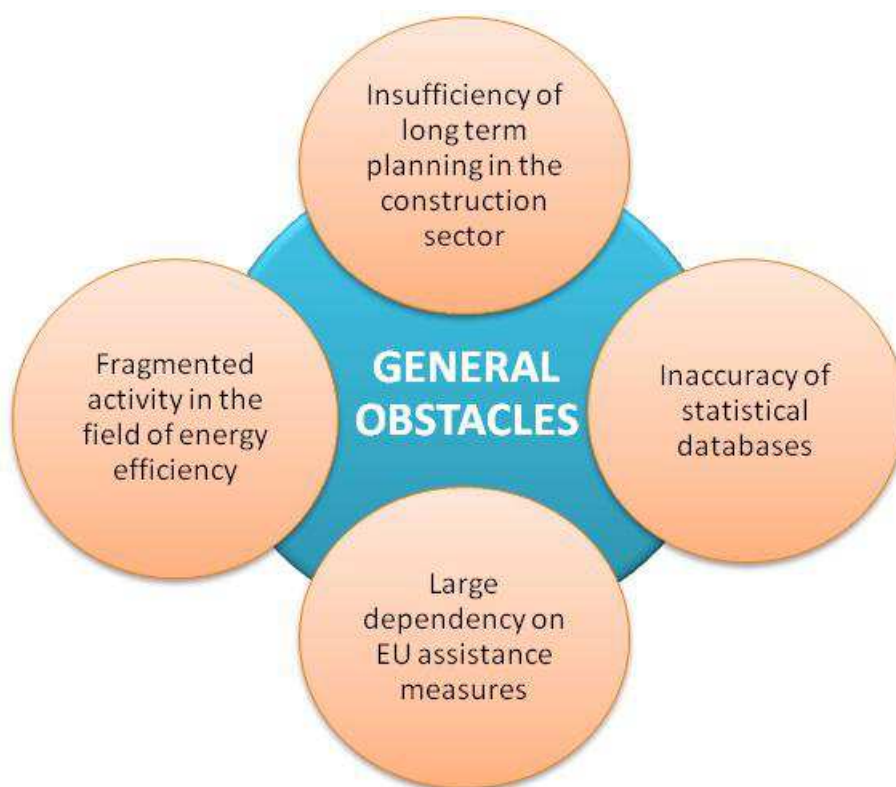 Insufficiency of
long term
planning in the
construction
sector
Fragmented
activity in the
field of energy
efficiency
GENERAL
OBSTACLES
Inaccuracy of
statistical
databases
Large
dependency on
EU assistance
measures